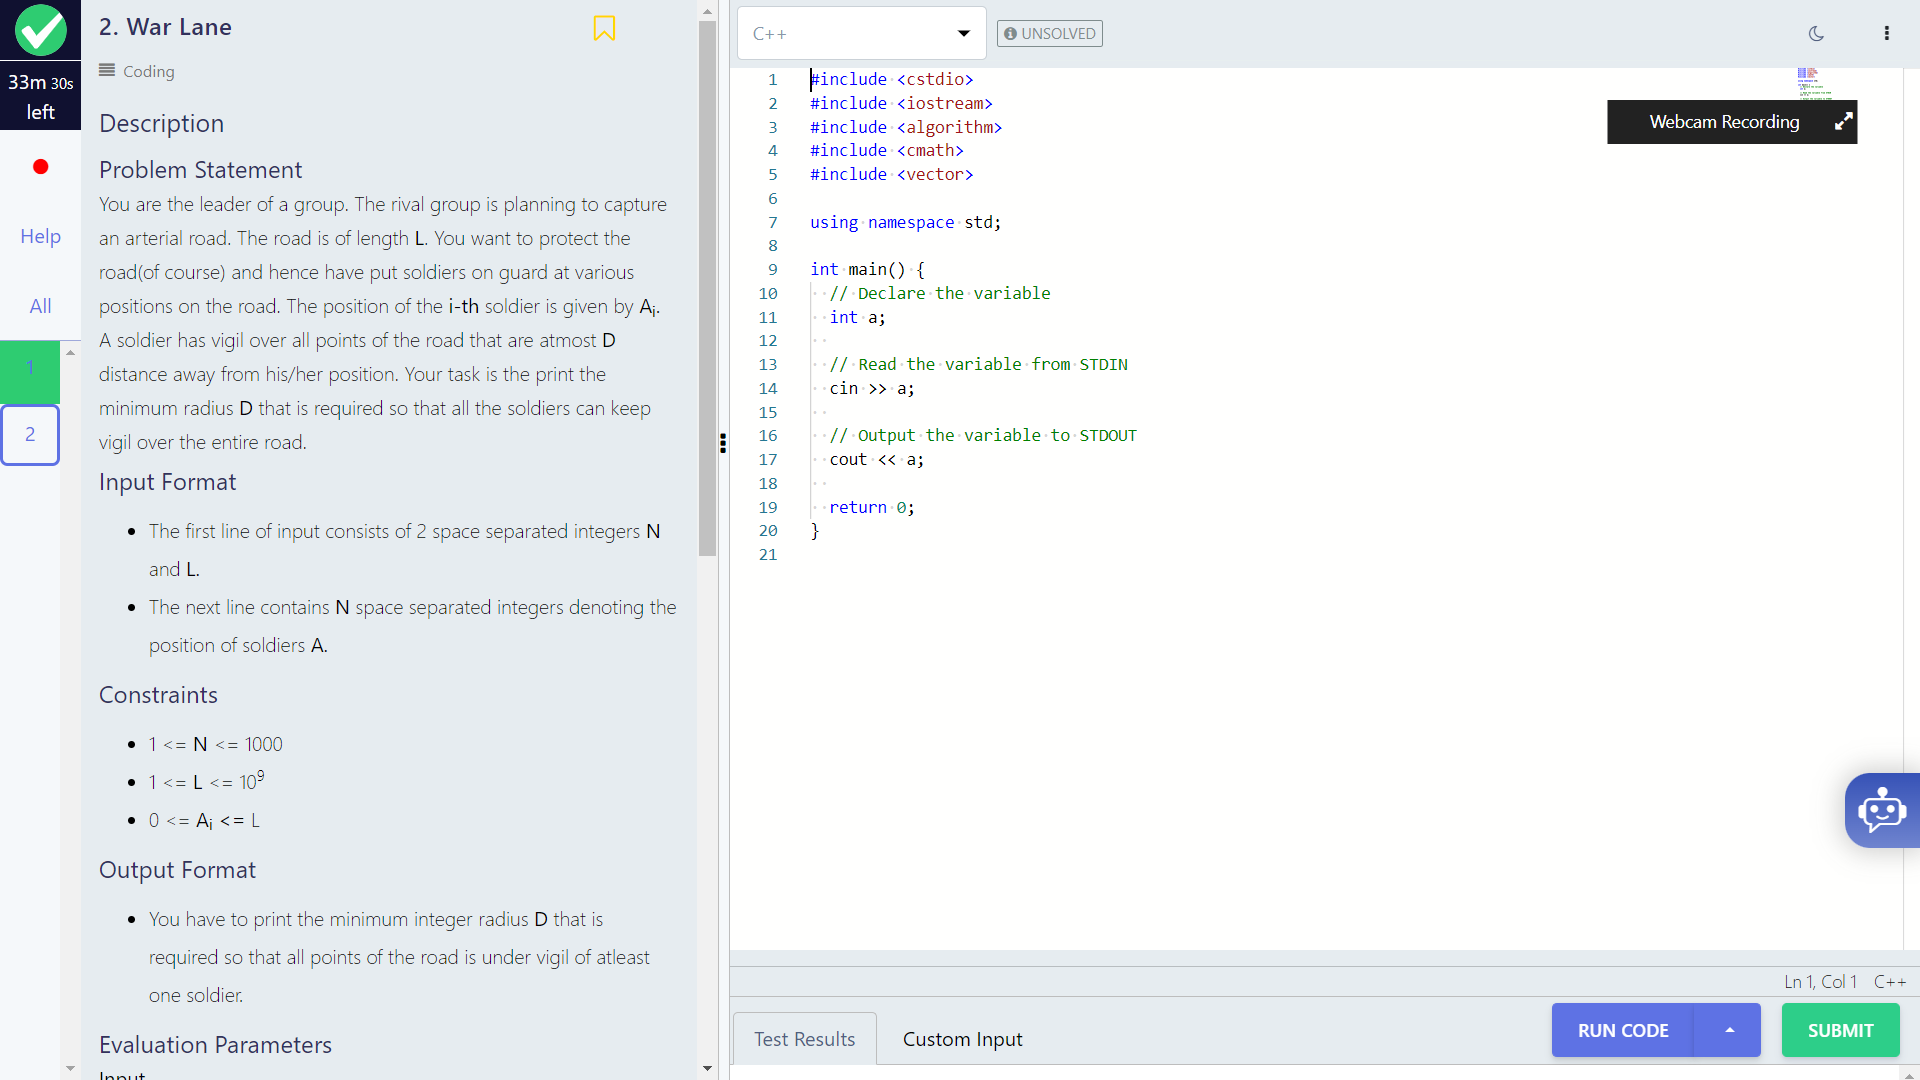 33m 30s
left
Help
All
1
2
2. War Lane
Coding
Description
Problem Statement
You are the leader of a group. The rival group is planning to capture
an arterial road. The road is of length L. You want to protect the
road(of course) and hence have put soldiers on guard at various
positions on the road. The position of the i-th soldier is given by Ai.
A soldier has vigil over all points of the road that are atmost D
distance away from his/her position. Your task is the print the
minimum radius D that is required so that all the soldiers can keep
vigil over the entire road.
Input Format
The first line of input consists of 2 space separated integers N
and L.
The next line contains N space separated integers denoting the
position of soldiers A.
Constraints
1 <= N <= 1000
1 <= L <= 10^9
0 <= Ai <= L
Output Format
You have to print the minimum integer radius D that is
required so that all points of the road is under vigil of atleast
one soldier.
Evaluation Parameters
Input
C++
UNSOLVED
1 #include <cstdio>
2 #include <iostream>
3 #include <algorithm>
4 #include <cmath>
5 #include <vector>
6
7 using namespace std;
8
9 int main() {
10 // Declare the variable
11 int a;
12
13 // Read the variable from STDIN
14 cin >> a;
15
16 // Output the variable to STDOUT
17 cout << a;
18
19 return 0;
20 }
21
Webcam Recording
Ln 1, Col 1 C++
Test Results
Custom Input
RUN CODE
SUBMIT